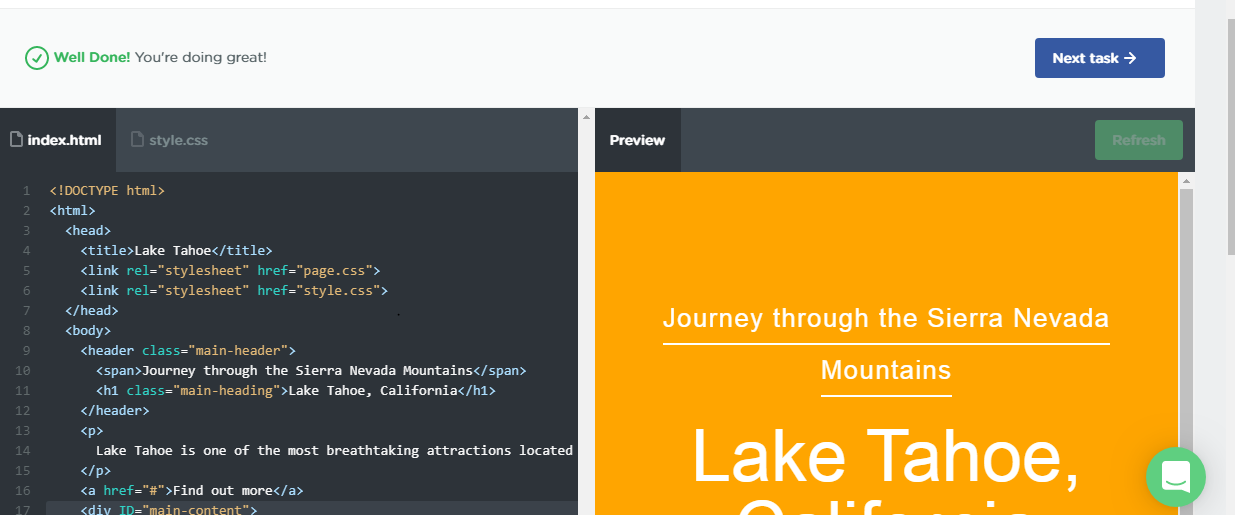 Well Done! You're doing great!
Next task →
index.html
style.css
Preview
Refresh
1 <!DOCTYPE html>
2 <html>
3 <head>
4 <title>Lake Tahoe</title>
5 <link rel="stylesheet" href="page.css">
6 <link rel="stylesheet" href="style.css">
7 </head>
8 <body>
9 <header class="main-header">
10 <span>Journey through the Sierra Nevada Mountains</span>
11 <h1 class="main-heading">Lake Tahoe, California</h1>
12 </header>
13 <p>
14 Lake Tahoe is one of the most breathtaking attractions located
15 </p>
16 <a href="#">Find out more</a>
17 <div ID="main-content">
Journey through the Sierra Nevada
Mountains
Lake Tahoe,
California